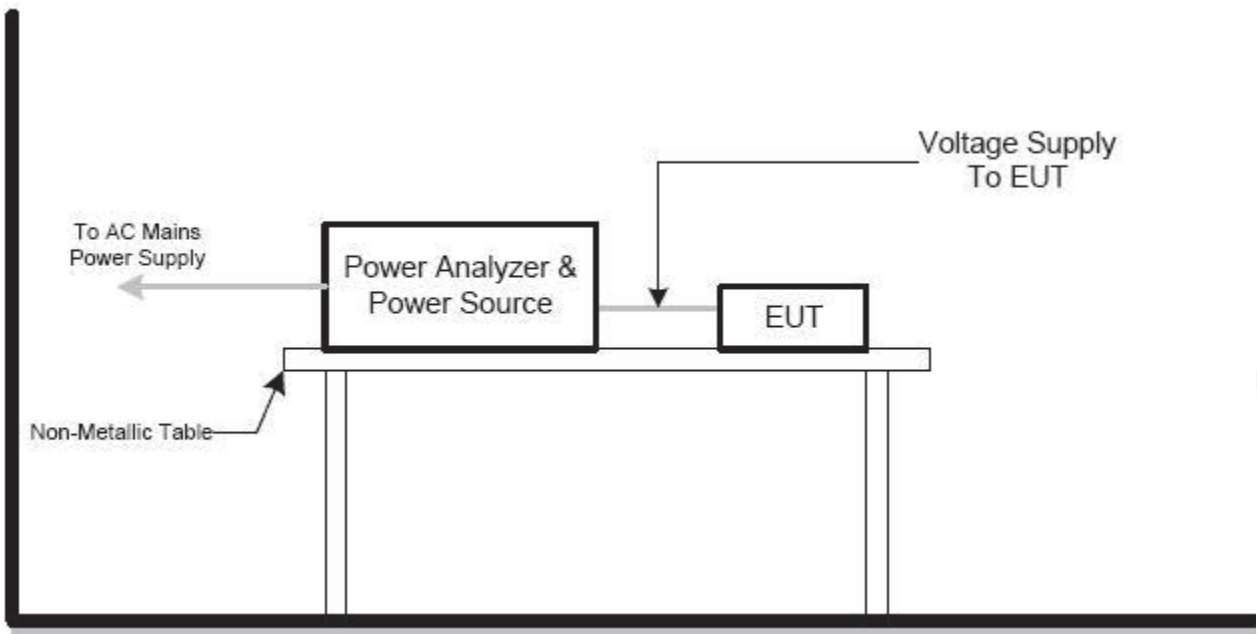 Voltage Supply
To EUT
To AC Mains
Power Supply
Power Analyzer &
Power Source
EUT
Non-Metallic Table